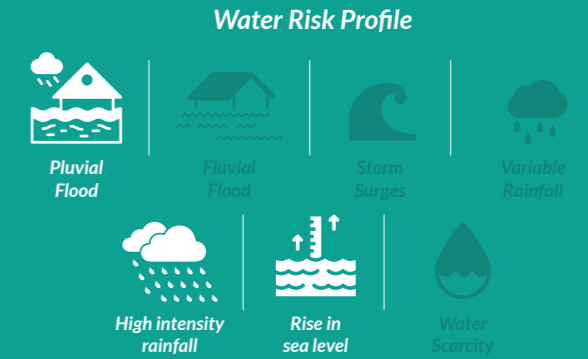 Water Risk Profile
Pluvial
Flood
Fluvial
Flood
Storm
Surges
Variable
Rainfall
High intensity
rainfall
Rise in
sea level
Water
Scarcity